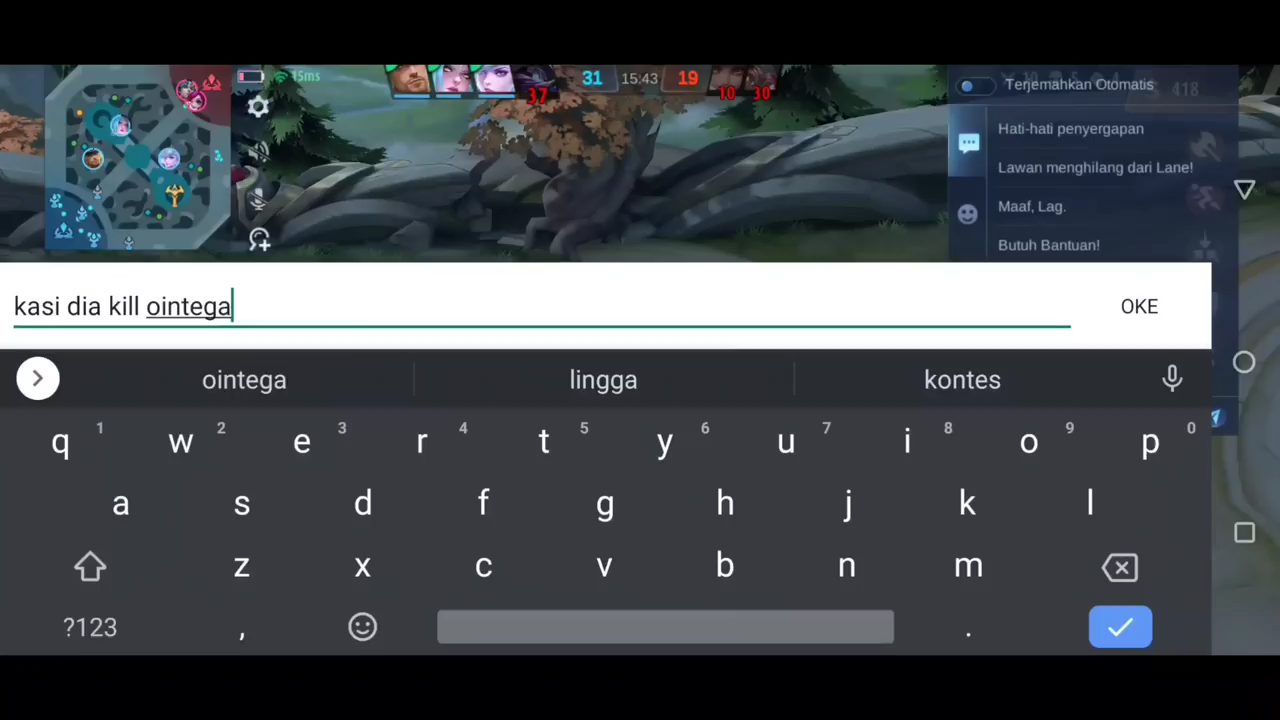 15ms
31 15:43 19
37
10 30
Terjemahkan Otomatis
418
Hati-hati penyergapan
Lawan menghilang dari Lane!
Maaf, Lag.
Butuh Bantuan!
kasi dia kill ointega
OKE
ointega lingga kontes
q 1 w 2 e 3 r 4 t 5 y 6 u 7 i 8 o 9 p 0
a s d f g h j k l
z x c v b n m
?123 , .